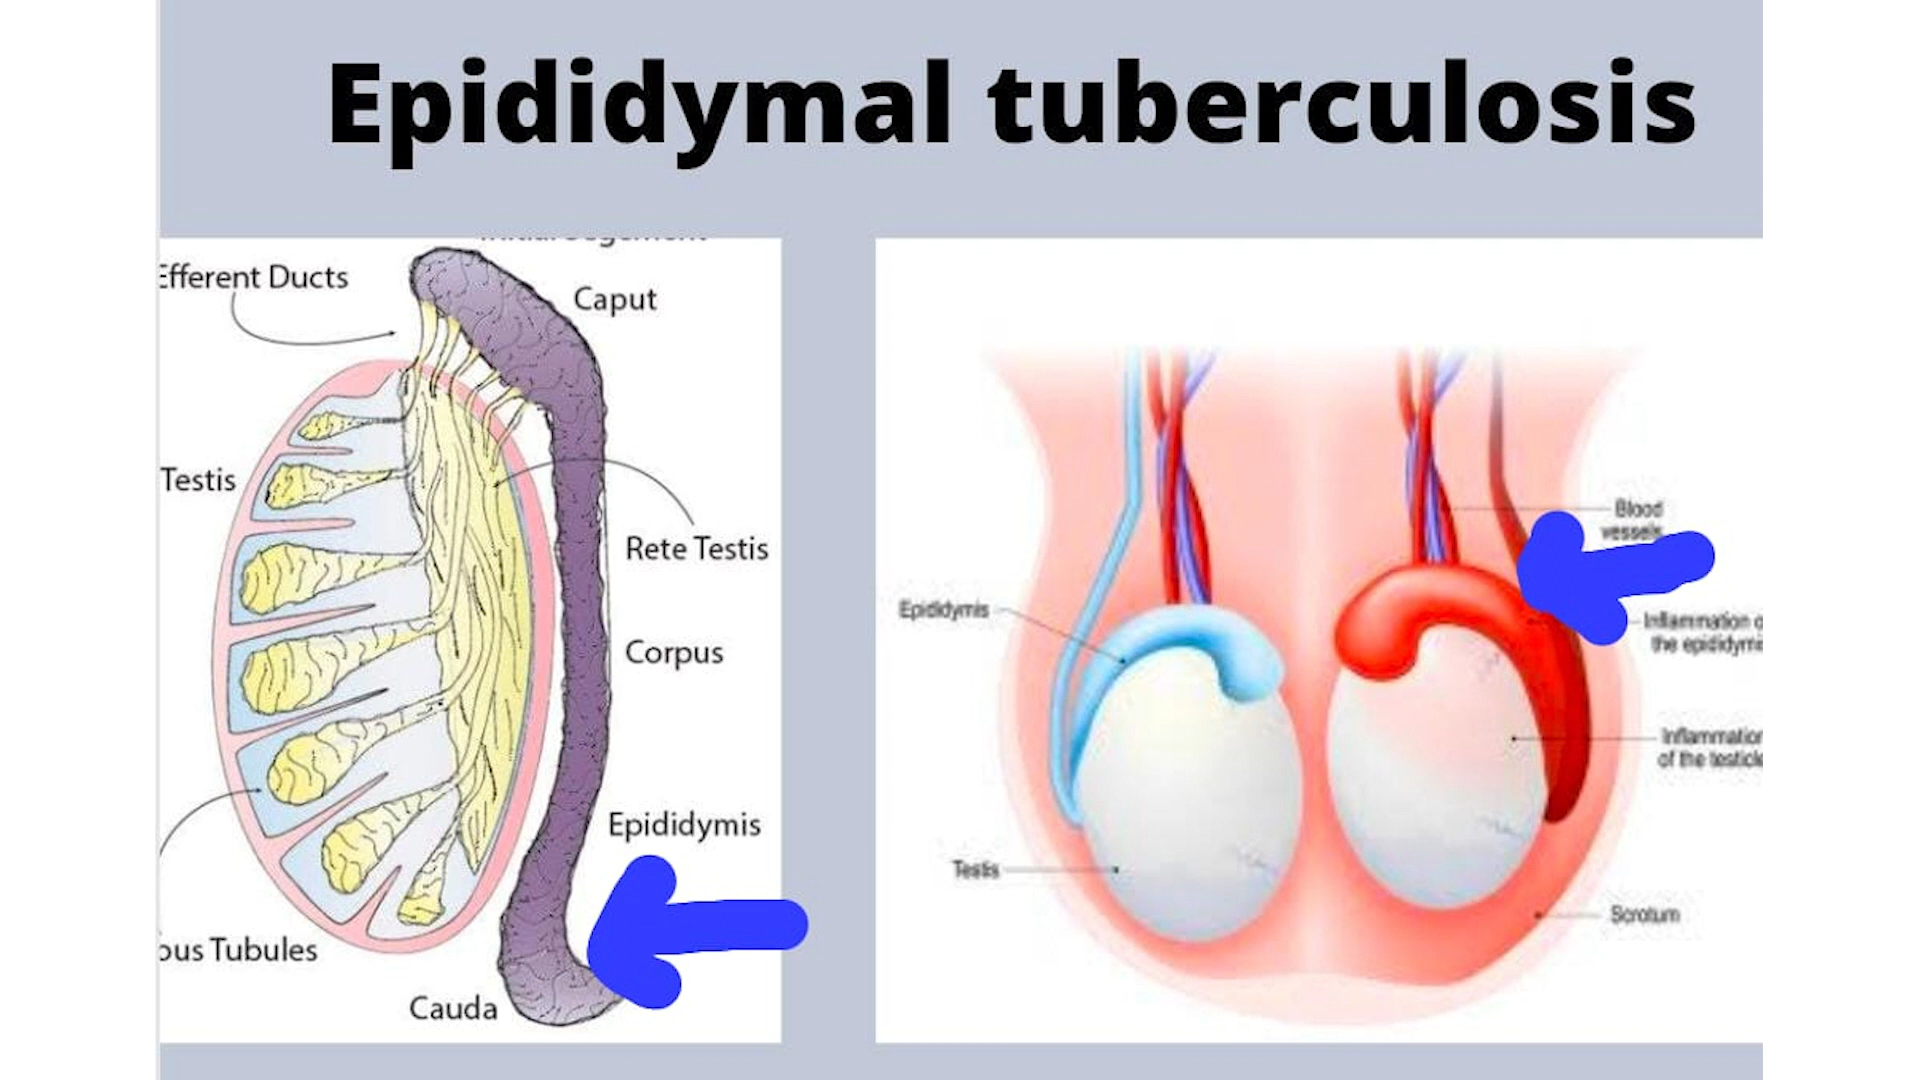 Epididymal tuberculosis
Efferent Ducts
Caput
Testis
Rete Testis
Corpus
Epididymis
ous Tubules
Cauda
Blood
vessels
Epididymis
Inflammation o
the epididymi
Inflammation
of the testicle
Testis
Scrotum